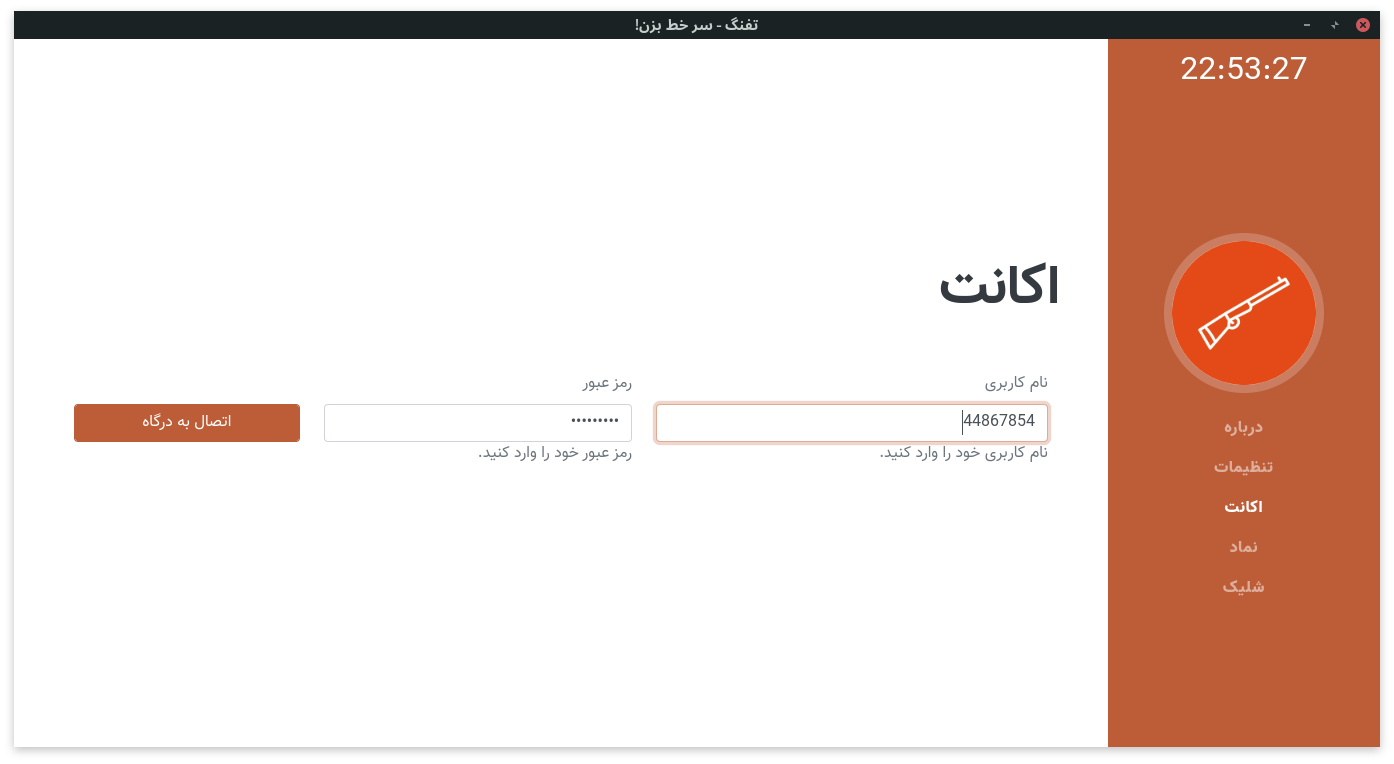 تفنگ - سر خط بزن!
22:53:27
درباره
تنظیمات
اکانت
نماد
شلیک
اکانت
نام کاربری
44867854
نام کاربری خود را وارد کنید.
رمز عبور
•••••••••
رمز عبور خود را وارد کنید.
اتصال به درگاه